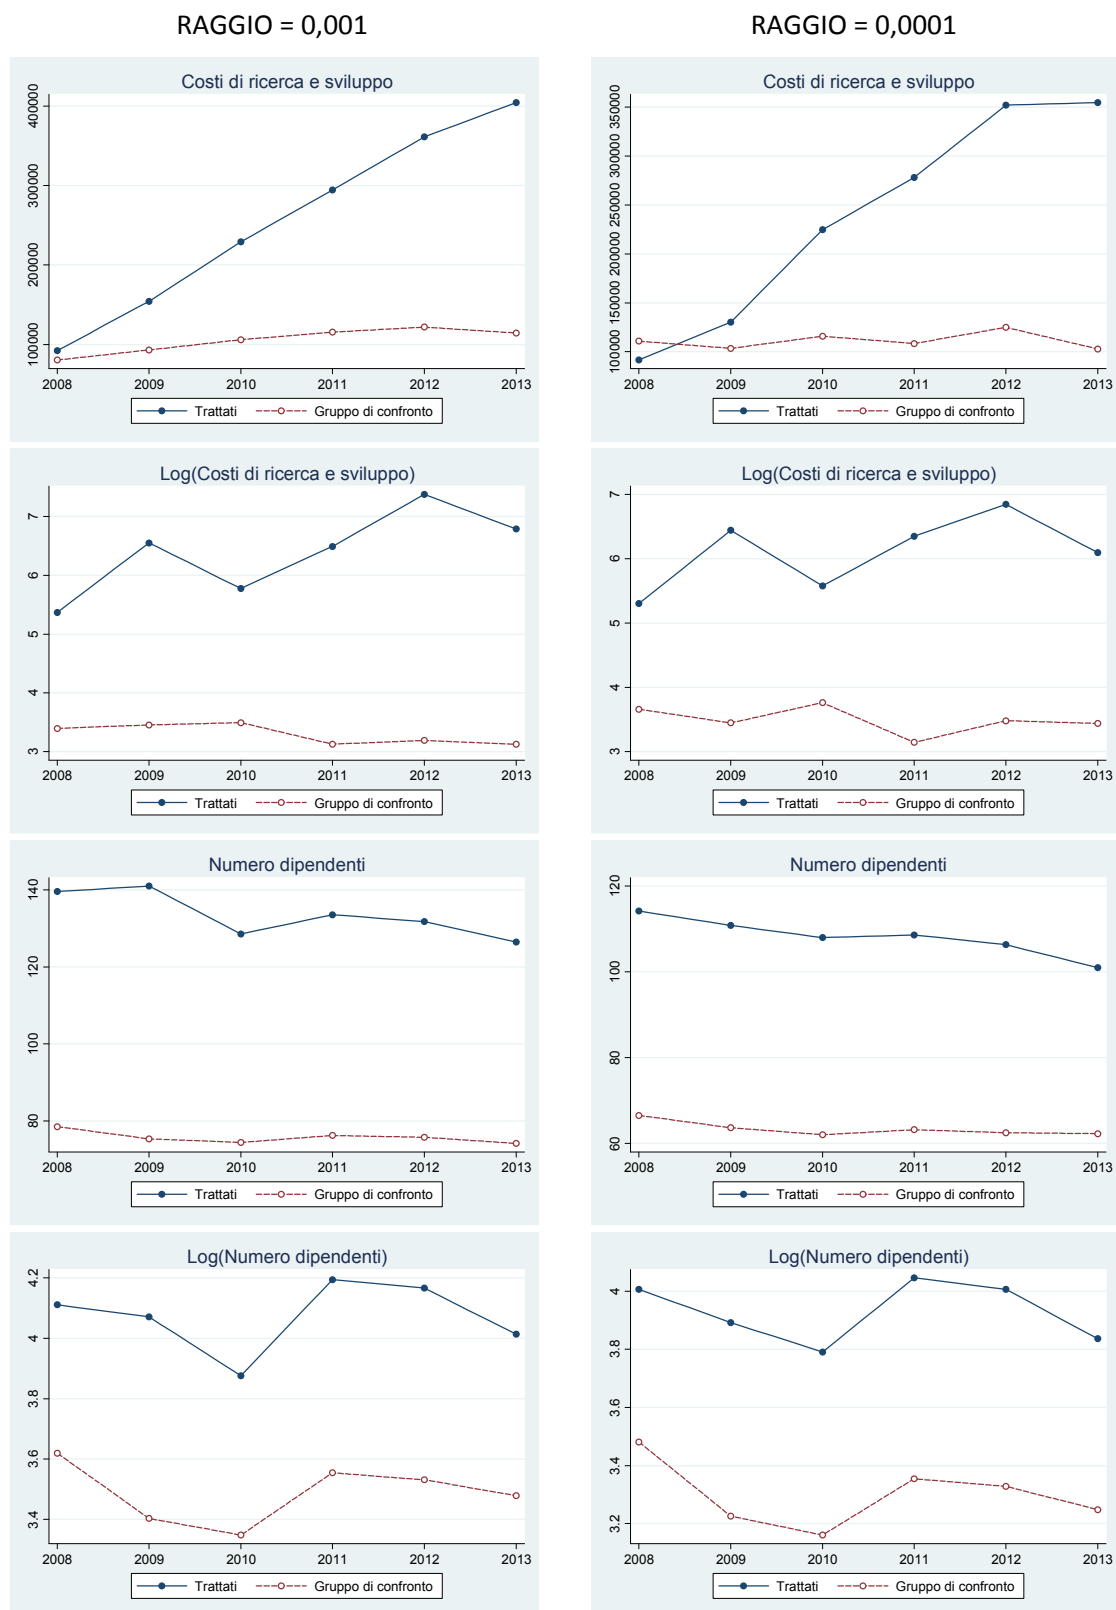 RAGGIO = 0,001
RAGGIO = 0,0001
Costi di ricerca e sviluppo
400000
300000
200000
100000
2008 2009 2010 2011 2012 2013
Trattati Gruppo di confronto
Costi di ricerca e sviluppo
350000
300000
250000
200000
150000
100000
2008 2009 2010 2011 2012 2013
Trattati Gruppo di confronto
Log(Costi di ricerca e sviluppo)
7
6
5
4
3
2008 2009 2010 2011 2012 2013
Trattati Gruppo di confronto
Log(Costi di ricerca e sviluppo)
7
6
5
4
3
2008 2009 2010 2011 2012 2013
Trattati Gruppo di confronto
Numero dipendenti
140
120
100
80
2008 2009 2010 2011 2012 2013
Trattati Gruppo di confronto
Numero dipendenti
120
100
80
60
2008 2009 2010 2011 2012 2013
Trattati Gruppo di confronto
Log(Numero dipendenti)
4.2
4
3.8
3.6
3.4
2008 2009 2010 2011 2012 2013
Trattati Gruppo di confronto
Log(Numero dipendenti)
4
3.8
3.6
3.4
3.2
2008 2009 2010 2011 2012 2013
Trattati Gruppo di confronto